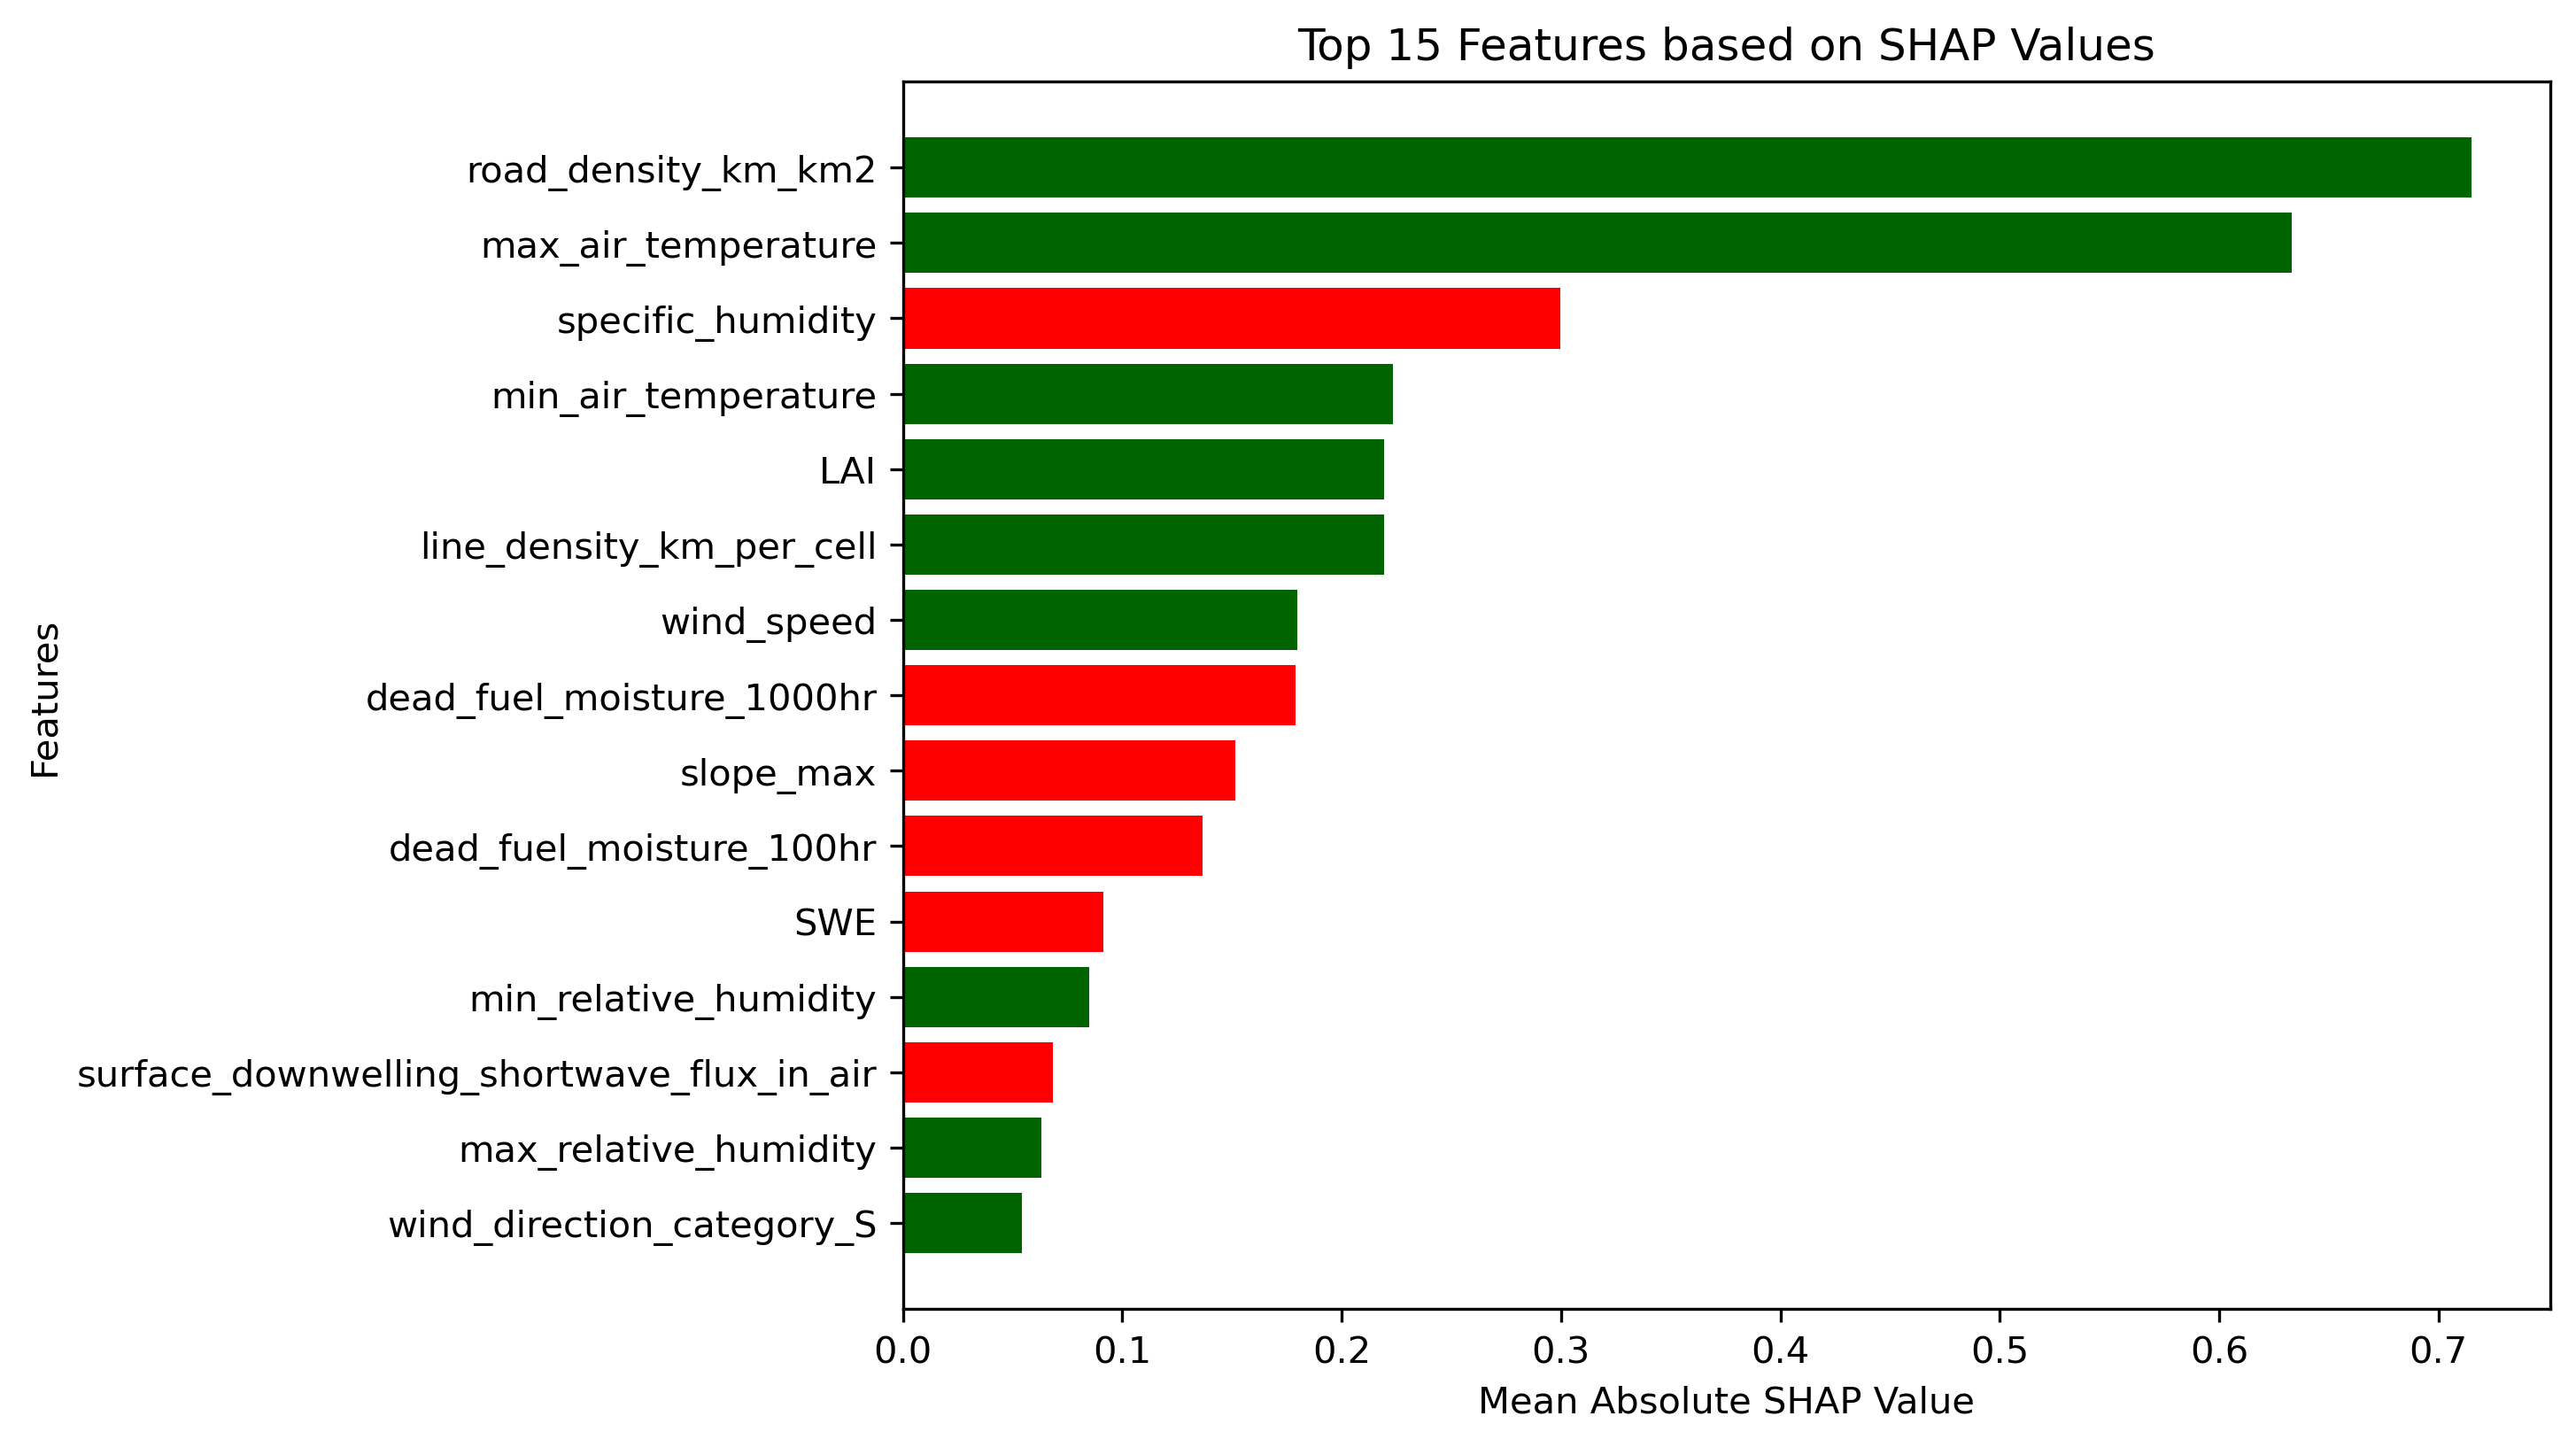 Top 15 Features based on SHAP Values
Features
road_density_km_km2
max_air_temperature
specific_humidity
min_air_temperature
LAI
line_density_km_per_cell
wind_speed
dead_fuel_moisture_1000hr
slope_max
dead_fuel_moisture_100hr
SWE
min_relative_humidity
surface_downwelling_shortwave_flux_in_air
max_relative_humidity
wind_direction_category_S
0.0 0.1 0.2 0.3 0.4 0.5 0.6 0.7
Mean Absolute SHAP Value